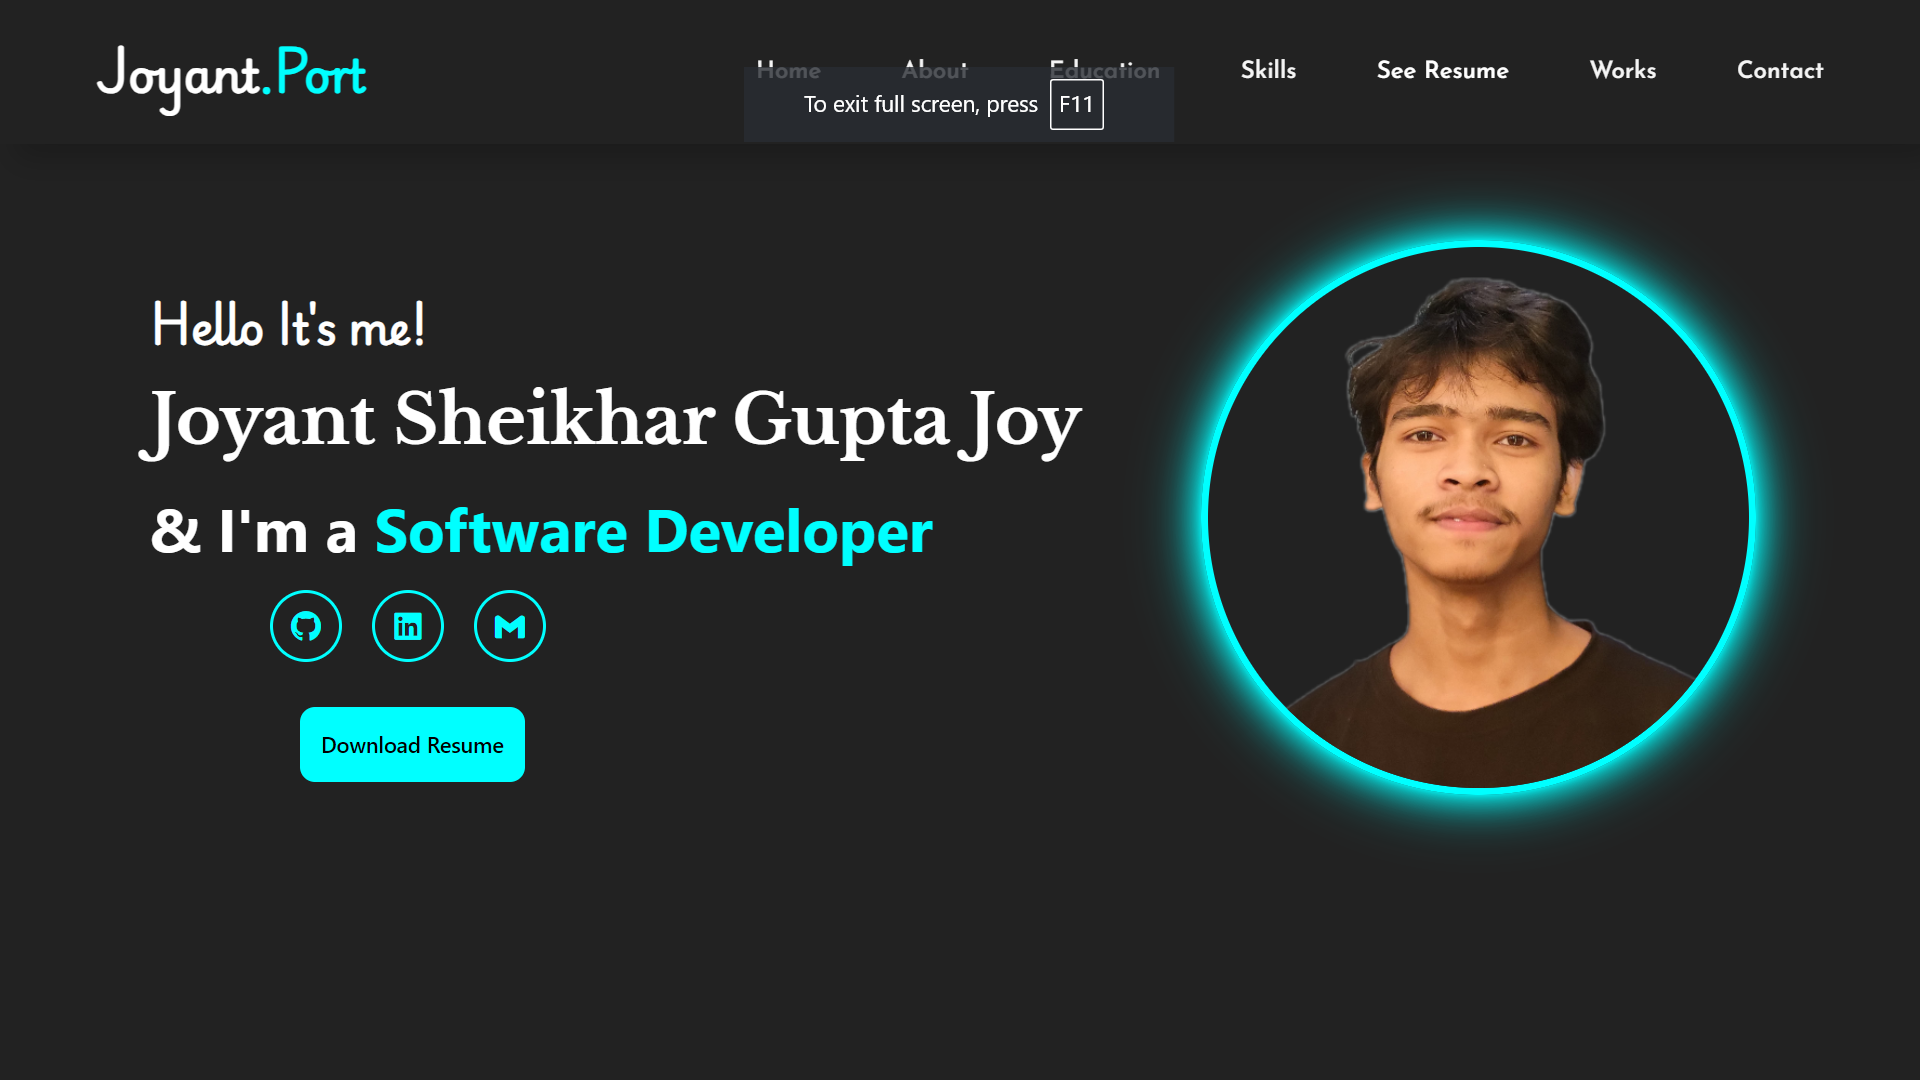 Joyant.Port
Home About Education Skills See Resume Works Contact
To exit full screen, press F11
Hello It's me!
Joyant Sheikhar Gupta Joy
& I'm a Software Developer
in
Download Resume